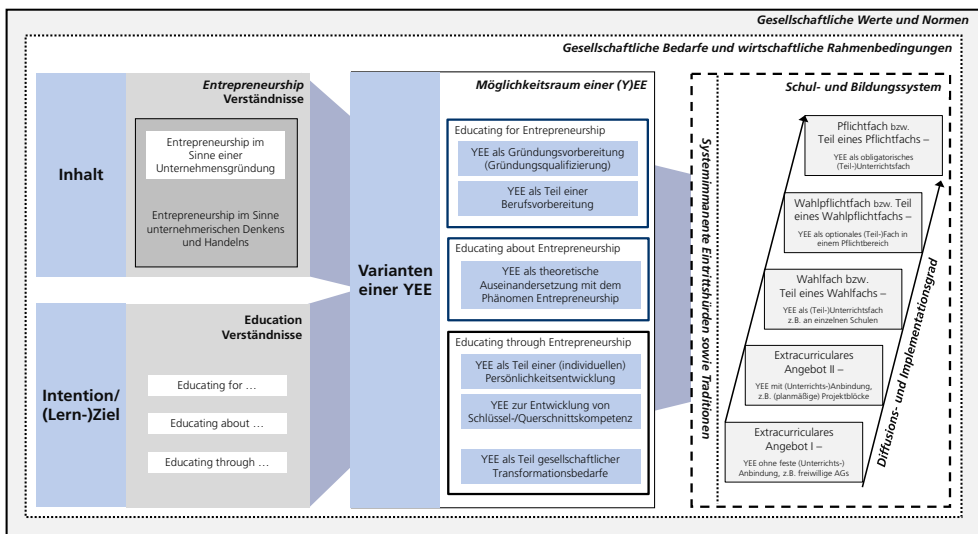 Gesellschaftliche Werte und Normen
Gesellschaftliche Bedarfe und wirtschaftliche Rahmenbedingungen
Inhalt
Entrepreneurship
Verständnisse
Entrepreneurship im
Sinne einer
Unternehmensgründung
Entrepreneurship im Sinne
unternehmerischen Denkens
und Handelns
Intention/
(Lern-)Ziel
Education
Verständnisse
Educating for …
Educating about …
Educating through …
Varianten
einer YEE
Möglichkeitsraum einer (Y)EE
Educating for Entrepreneurship
YEE als Gründungsvorbereitung
(Gründungsqualifizierung)
YEE als Teil einer
Berufsvorbereitung
Educating about Entrepreneurship
YEE als theoretische
Auseinandersetzung mit dem
Phänomen Entrepreneurship
Educating through Entrepreneurship
YEE als Teil einer (individuellen)
Persönlichkeitsentwicklung
YEE zur Entwicklung von
Schlüssel-/Querschnittskompetenz
YEE als Teil gesellschaftlicher
Transformationsbedarfe
Systemimmanente Eintrittshürden sowie Traditionen
Schul- und Bildungssystem
Pflichtfach bzw.
Teil eines Pflichtfachs –
YEE als obligatorisches
(Teil-)Unterrichtsfach
Wahlpflichtfach bzw. Teil
eines Wahlpflichtfachs –
YEE als optionales (Teil-)Fach in
einem Pflichtbereich
Wahlfach bzw.
Teil eines Wahlfachs –
YEE als (Teil-)Unterrichtsfach
z.B. an einzelnen Schulen
Extracurriculares
Angebot II –
YEE mit (Unterrichts-)Anbindung,
z.B. (planmäßige) Projektblöcke
Extracurriculares
Angebot I –
YEE ohne feste (Unterrichts-)
Anbindung, z.B. freiwillige AGs
Diffusions- und Implementationsgrad